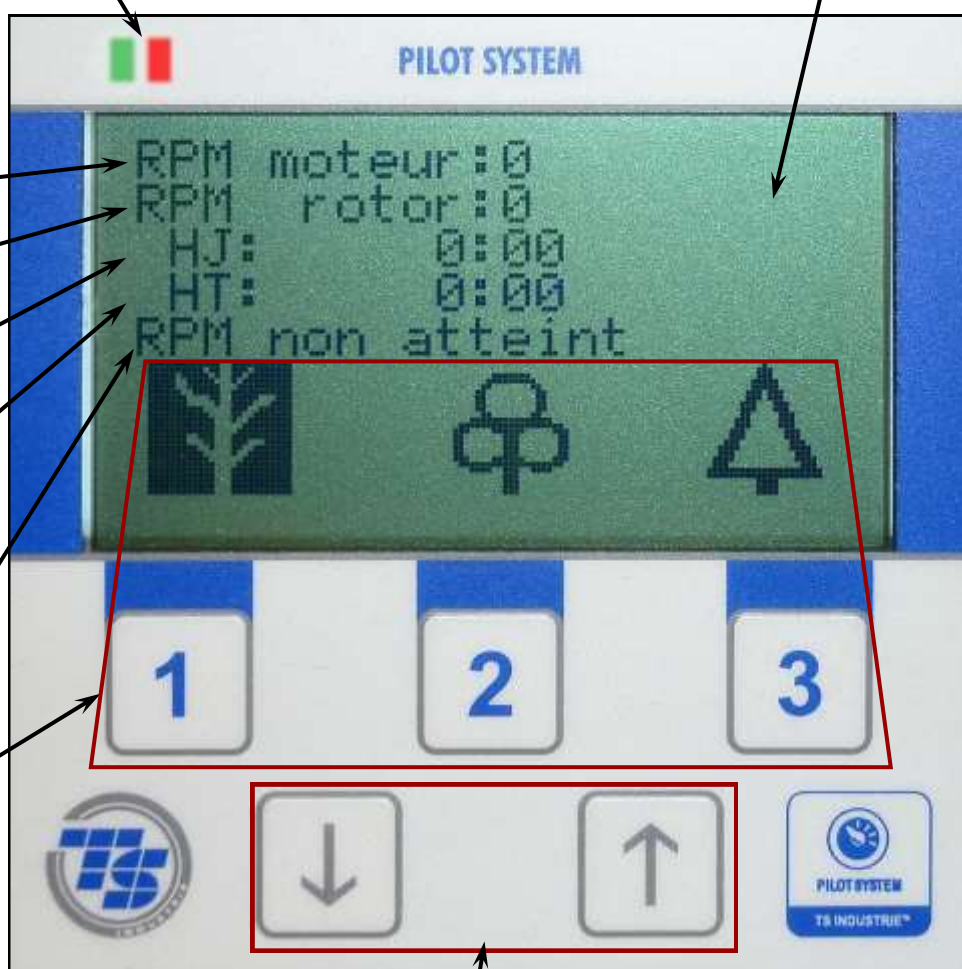 PILOT SYSTEM
RPM moteur:0
RPM rotor:0
HJ: 0:00
HT: 0:00
RPM non atteint
1 2 3
TS
INDUSTRIE
PILOT SYSTEM
TS INDUSTRIE™